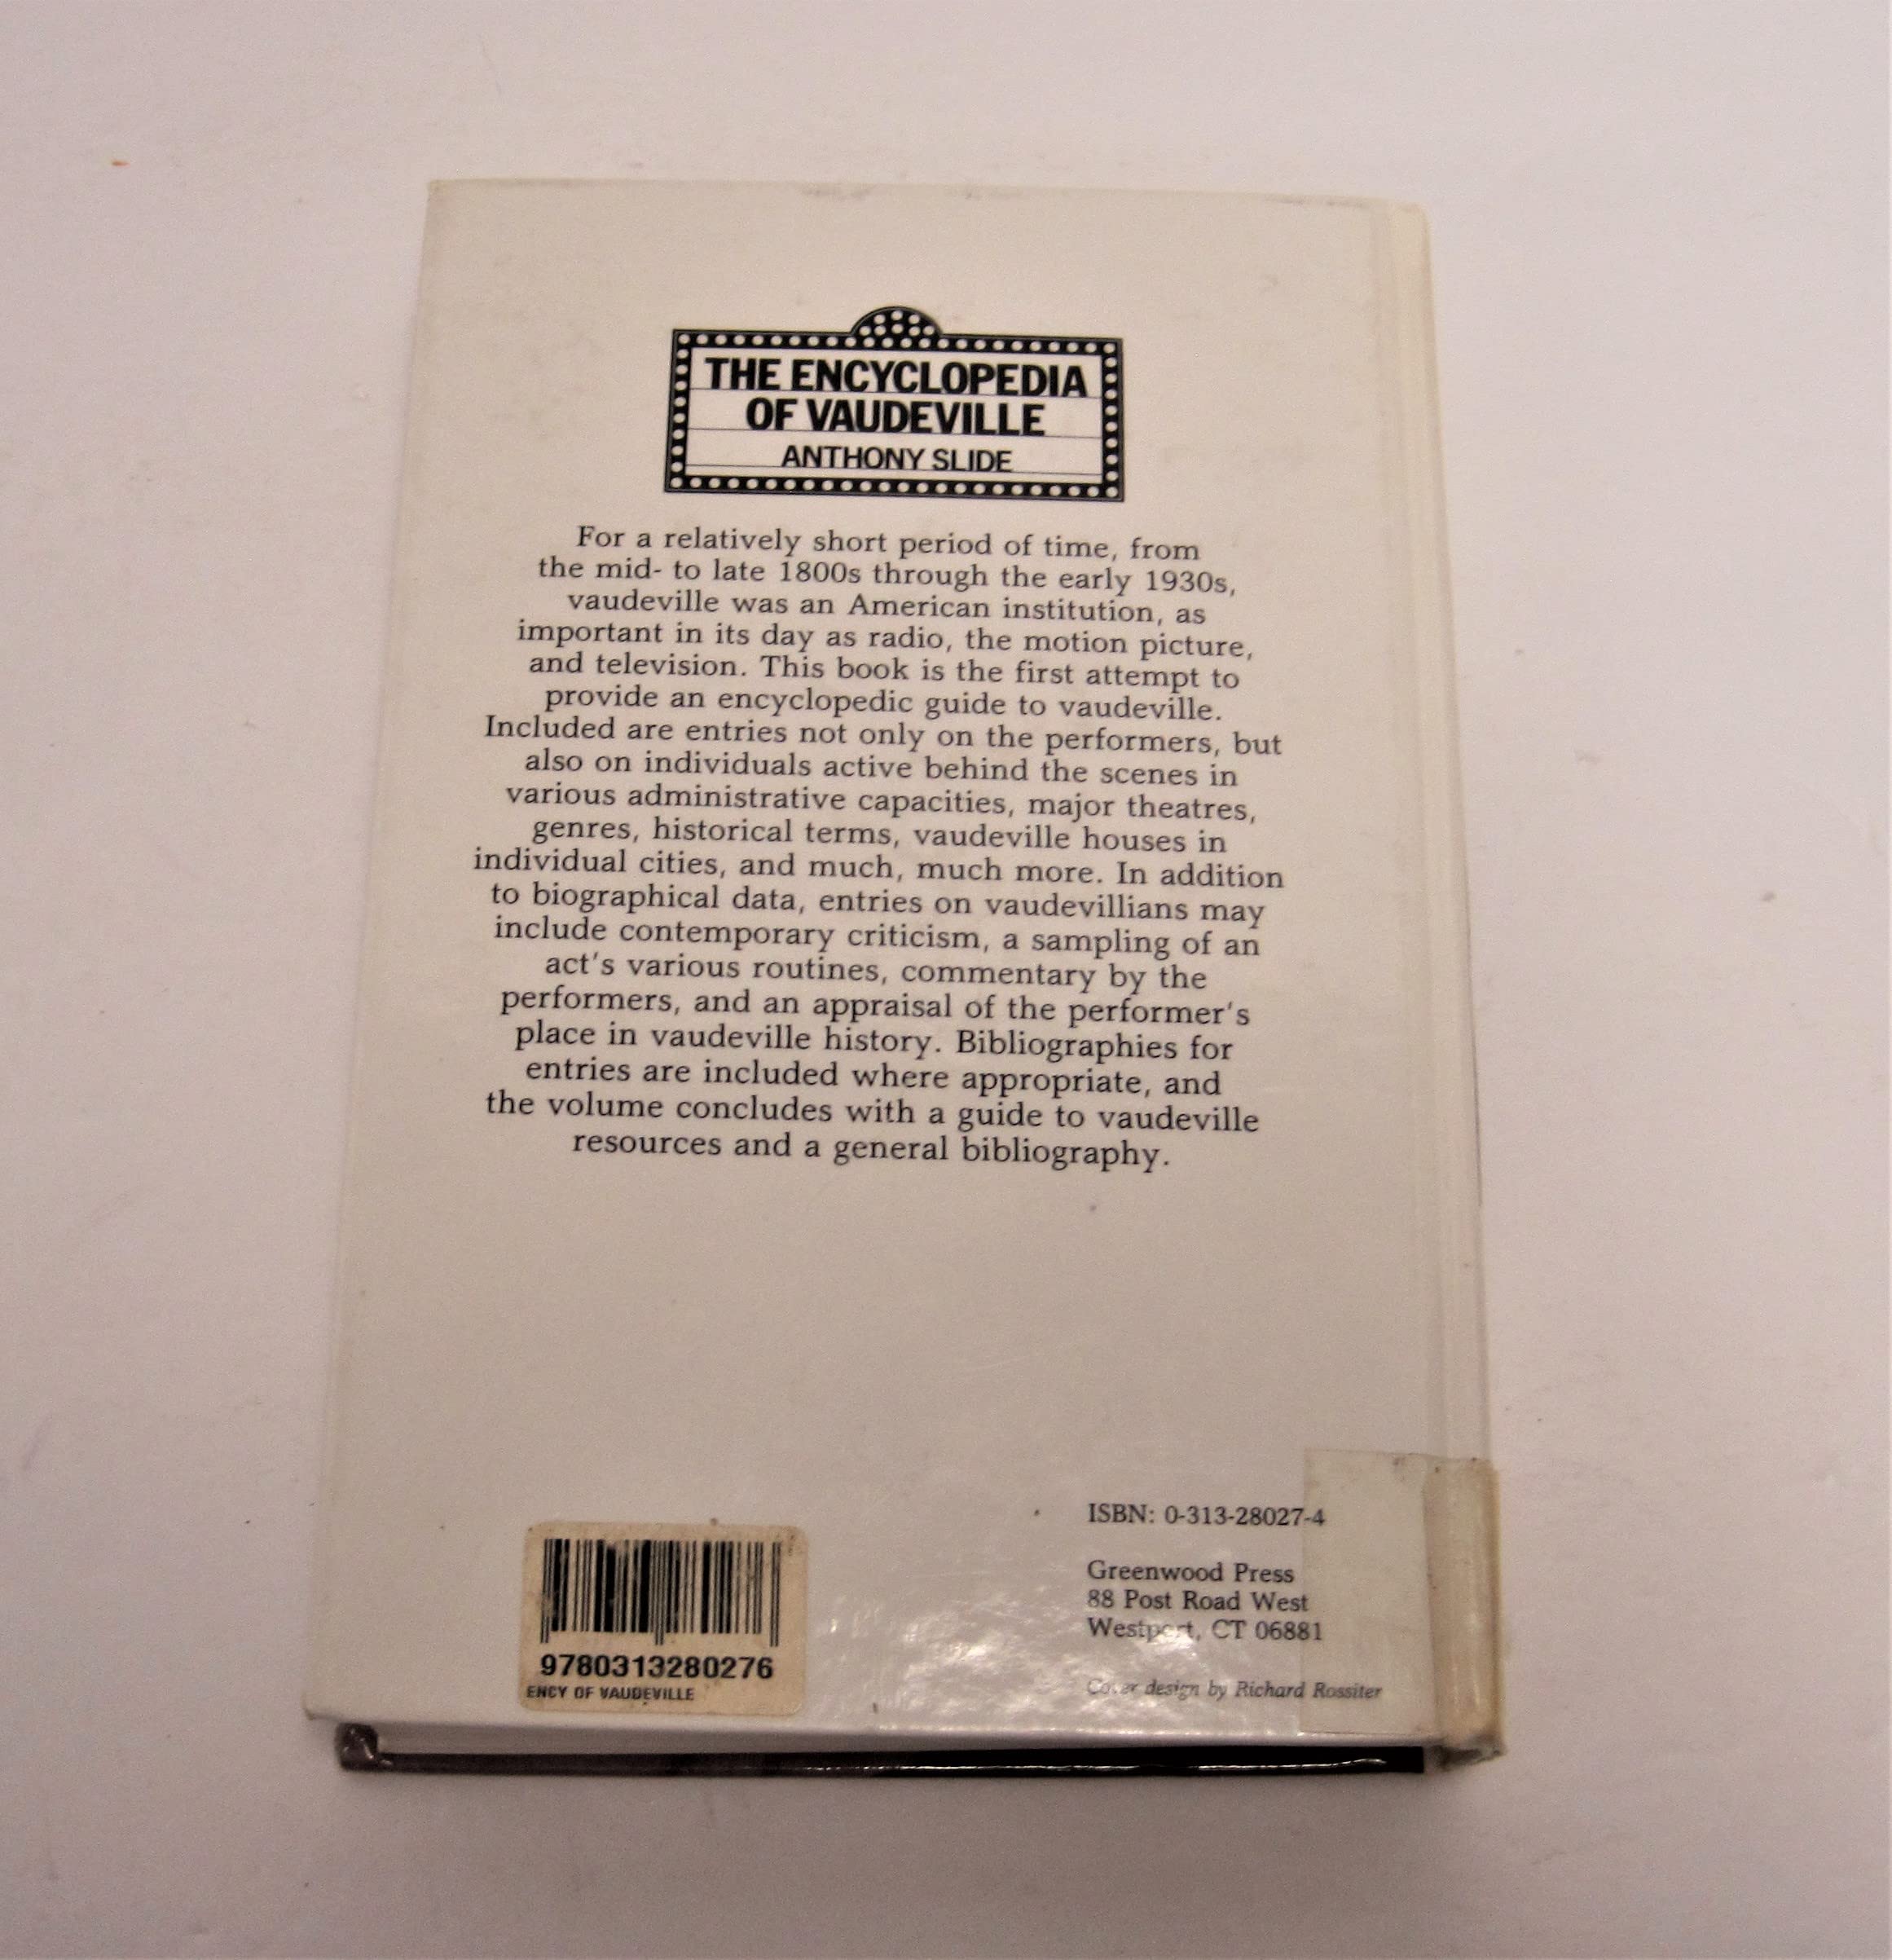 THE ENCYCLOPEDIA
OF VAUDEVILLE
ANTHONY SLIDE
For a relatively short period of time, from
the mid- to late 1800s through the early 1930s,
vaudeville was an American institution, as
important in its day as radio, the motion picture,
and television. This book is the first attempt to
provide an encyclopedic guide to vaudeville.
Included are entries not only on the performers, but
also on individuals active behind the scenes in
various administrative capacities, major theatres,
genres, historical terms, vaudeville houses in
individual cities, and much, much more. In addition
to biographical data, entries on vaudevillians may
include contemporary criticism, a sampling of an
act's various routines, commentary by the
performers, and an appraisal of the performer's
place in vaudeville history. Bibliographies for
entries are included where appropriate, and
the volume concludes with a guide to vaudeville
resources and a general bibliography.
ISBN: 0-313-28027-4
Greenwood Press
88 Post Road West
Westport, CT 06881
Cover design by Richard Rossiter
9780313280276
ENCY OF VAUDEVILLE